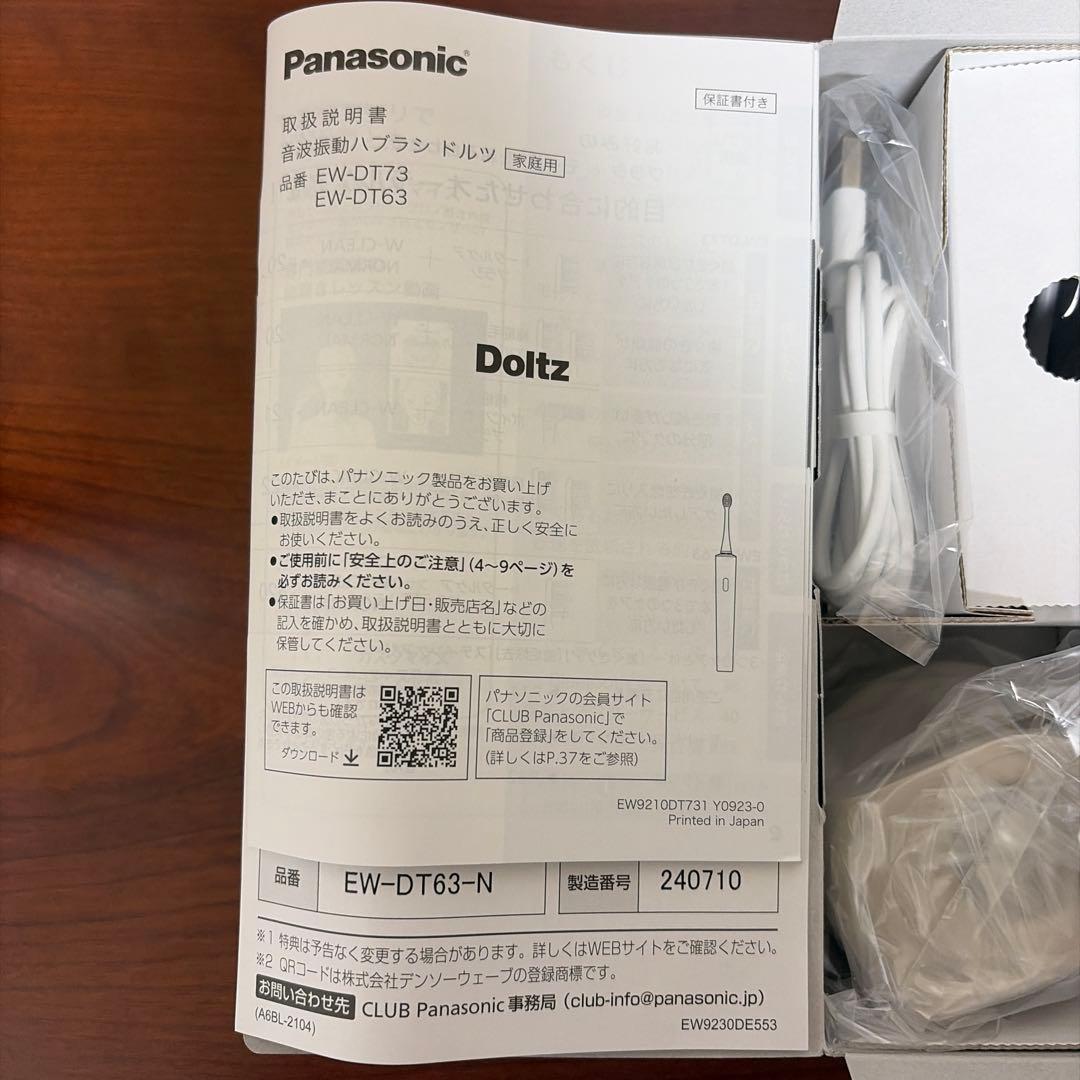 Panasonic®
保証書付き
取扱説明書
音波振動ハブラシ ドルツ 家庭用
品番 EW-DT73
EW-DT63
Doltz
このたびは、パナソニック製品をお買い上げ
いただき、まことにありがとうございます。
●取扱説明書をよくお読みのうえ、正しく安全に
お使いください。
●ご使用前に「安全上のご注意」(4〜9ページ)を
必ずお読みください。
●保証書は「お買い上げ日・販売店名」などの
記入を確かめ、取扱説明書とともに大切に
保管してください。
この取扱説明書は
WEBからも確認
できます。
ダウンロード
パナソニックの会員サイト
「CLUB Panasonic」で
「商品登録」をしてください。
(詳しくはP.37をご参照)
EW9210DT731 Y0923-0
Printed in Japan
品番 EW-DT63-N 製造番号 240710
※1 特典は予告なく変更する場合があります。詳しくはWEBサイトをご確認ください。
※2 QRコードは株式会社デンソーウェーブの登録商標です。
お問い合わせ先 CLUB Panasonic 事務局 (club-info@panasonic.jp)
(A6BL-2104)
EW9230DE553